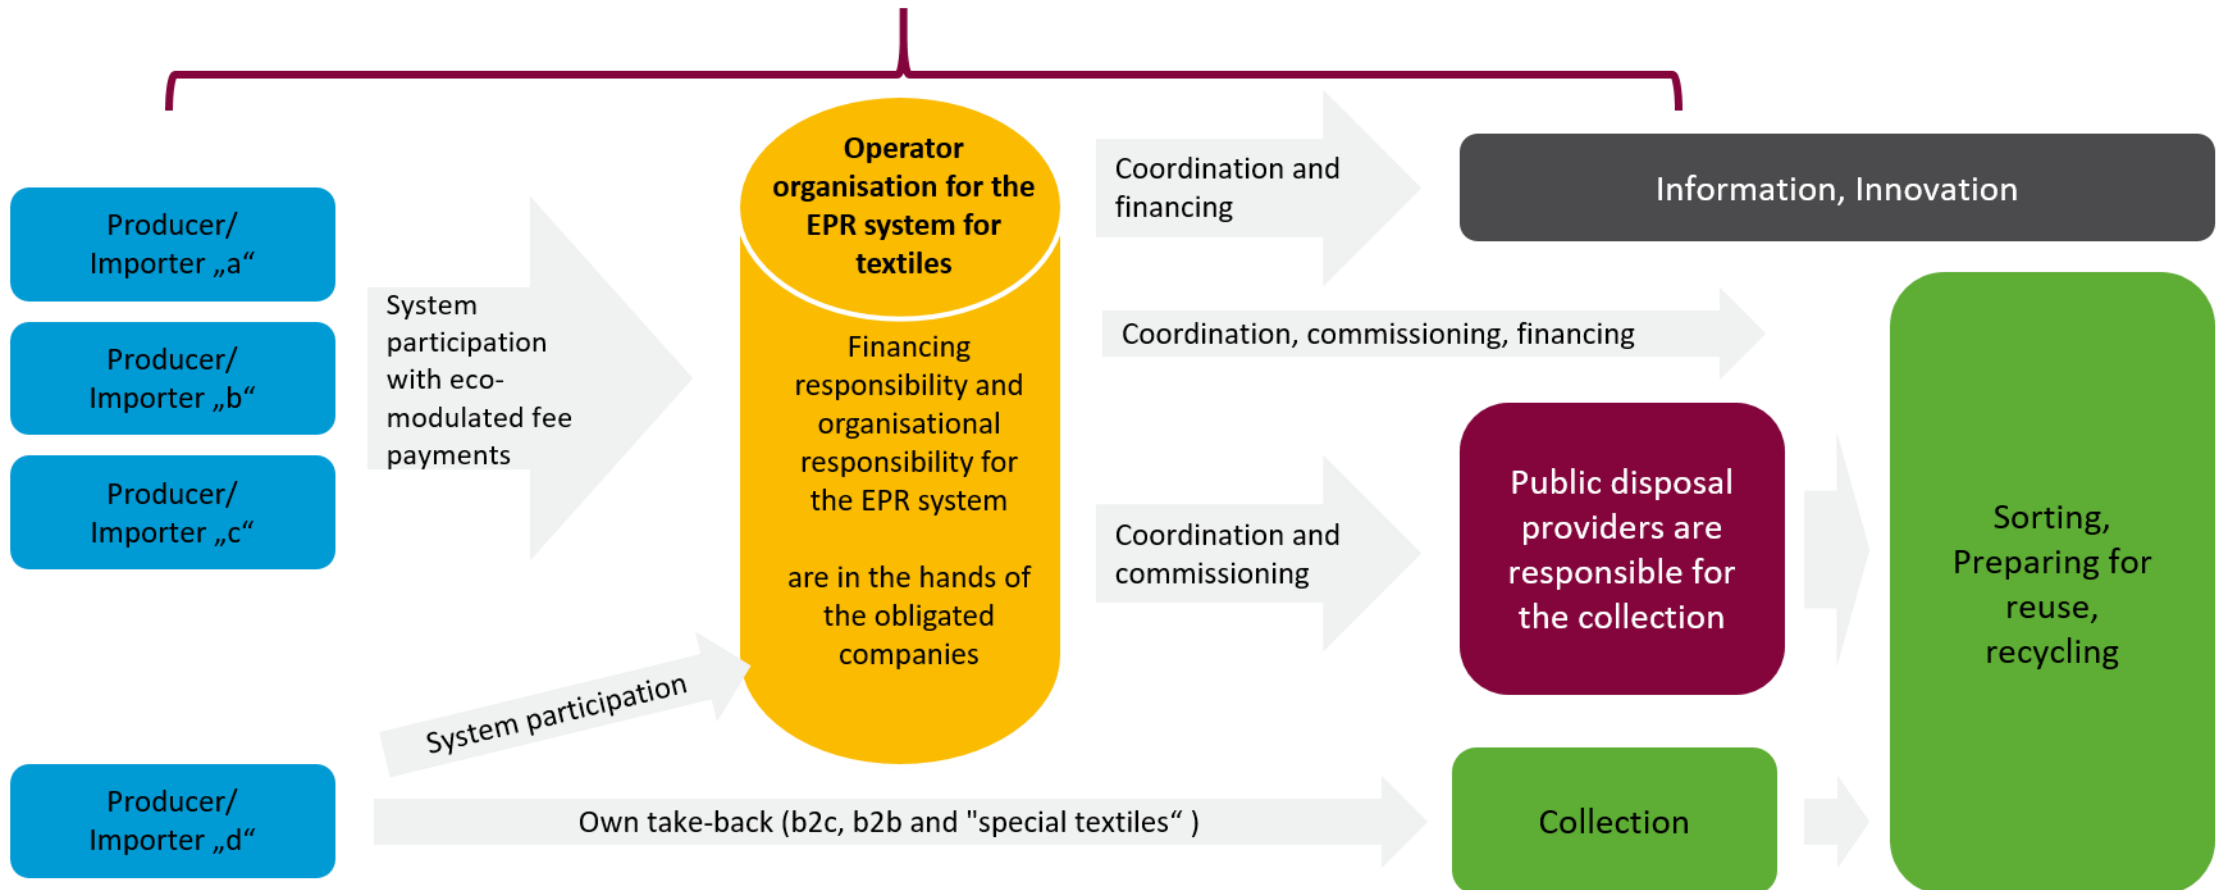 Producer/
Importer „a“
Producer/
Importer „b“
Producer/
Importer „c“
Producer/
Importer „d“
System
participation
with eco-
modulated fee
payments
System participation
Own take-back (b2c, b2b and "special textiles“ )
Operator
organisation for the
EPR system for
textiles
Financing
responsibility and
organisational
responsibility for
the EPR system
are in the hands of
the obligated
companies
Coordination and
financing
Coordination, commissioning, financing
Coordination and
commissioning
Information, Innovation
Public disposal
providers are
responsible for
the collection
Collection
Sorting,
Preparing for
reuse,
recycling